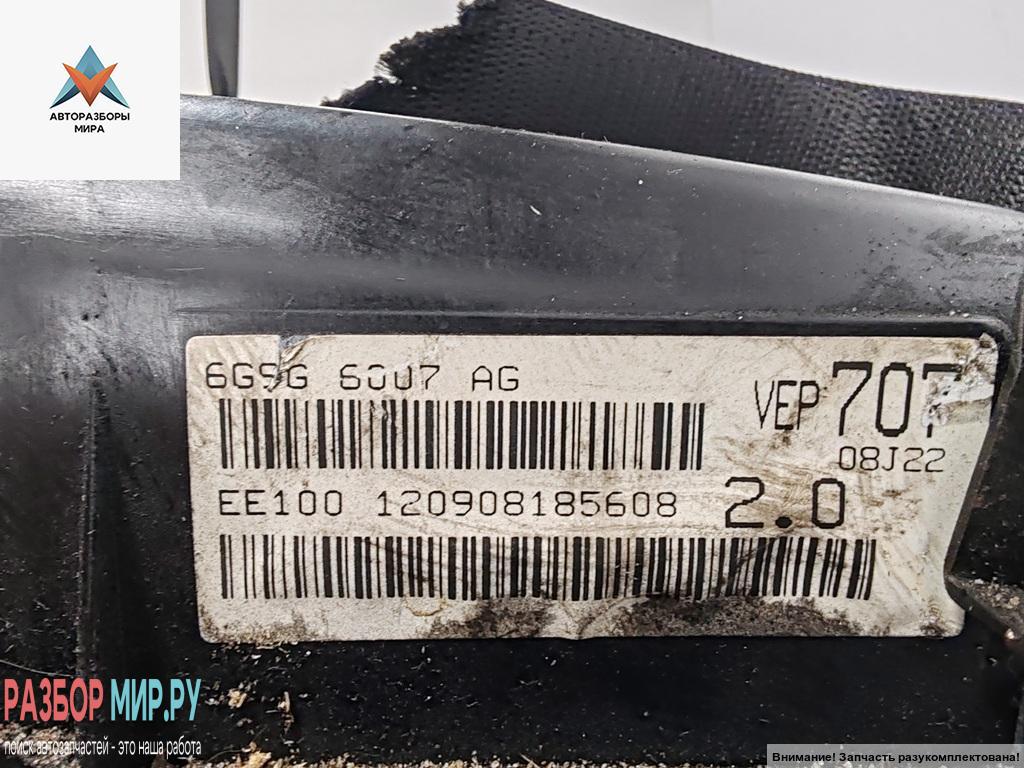 АВТОРАЗБОРЫ
МИРА
6G9G 6007 AG
VEP 707
08J22
EE100 120908185608 2.0
РАЗБОР МИР.РУ
поиск автозапчастей - это наша работа
Внимание! Запчасть разукомплектована!